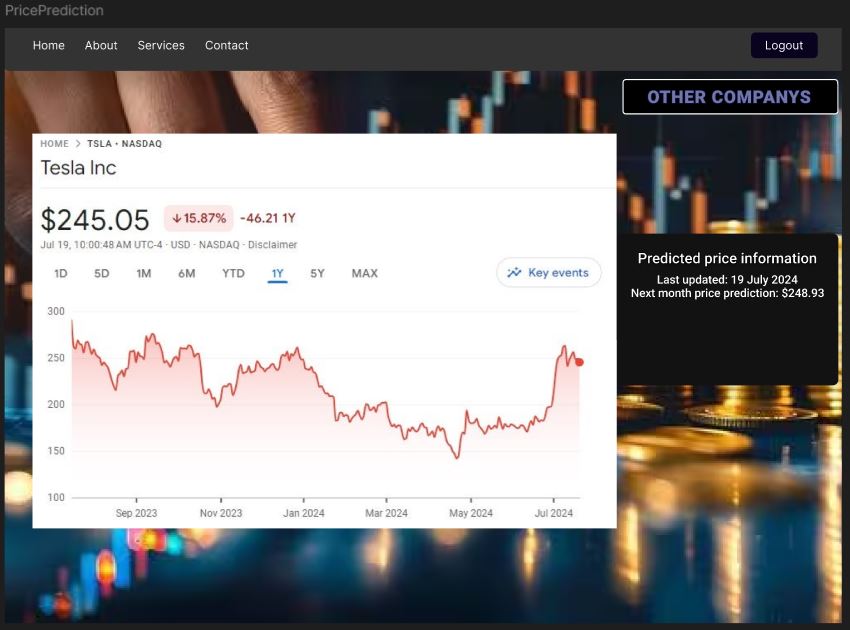 PricePrediction
Home About Services Contact Logout
OTHER COMPANYS
HOME > TSLA • NASDAQ
Tesla Inc
$245.05 ↓15.87% -46.21 1Y
Jul 19, 10:00:48 AM UTC-4 · USD · NASDAQ · Disclaimer
1D 5D 1M 6M YTD 1Y 5Y MAX Key events
300
250
200
150
100
Sep 2023 Nov 2023 Jan 2024 Mar 2024 May 2024 Jul 2024
Predicted price information
Last updated: 19 July 2024
Next month price prediction: $248.93